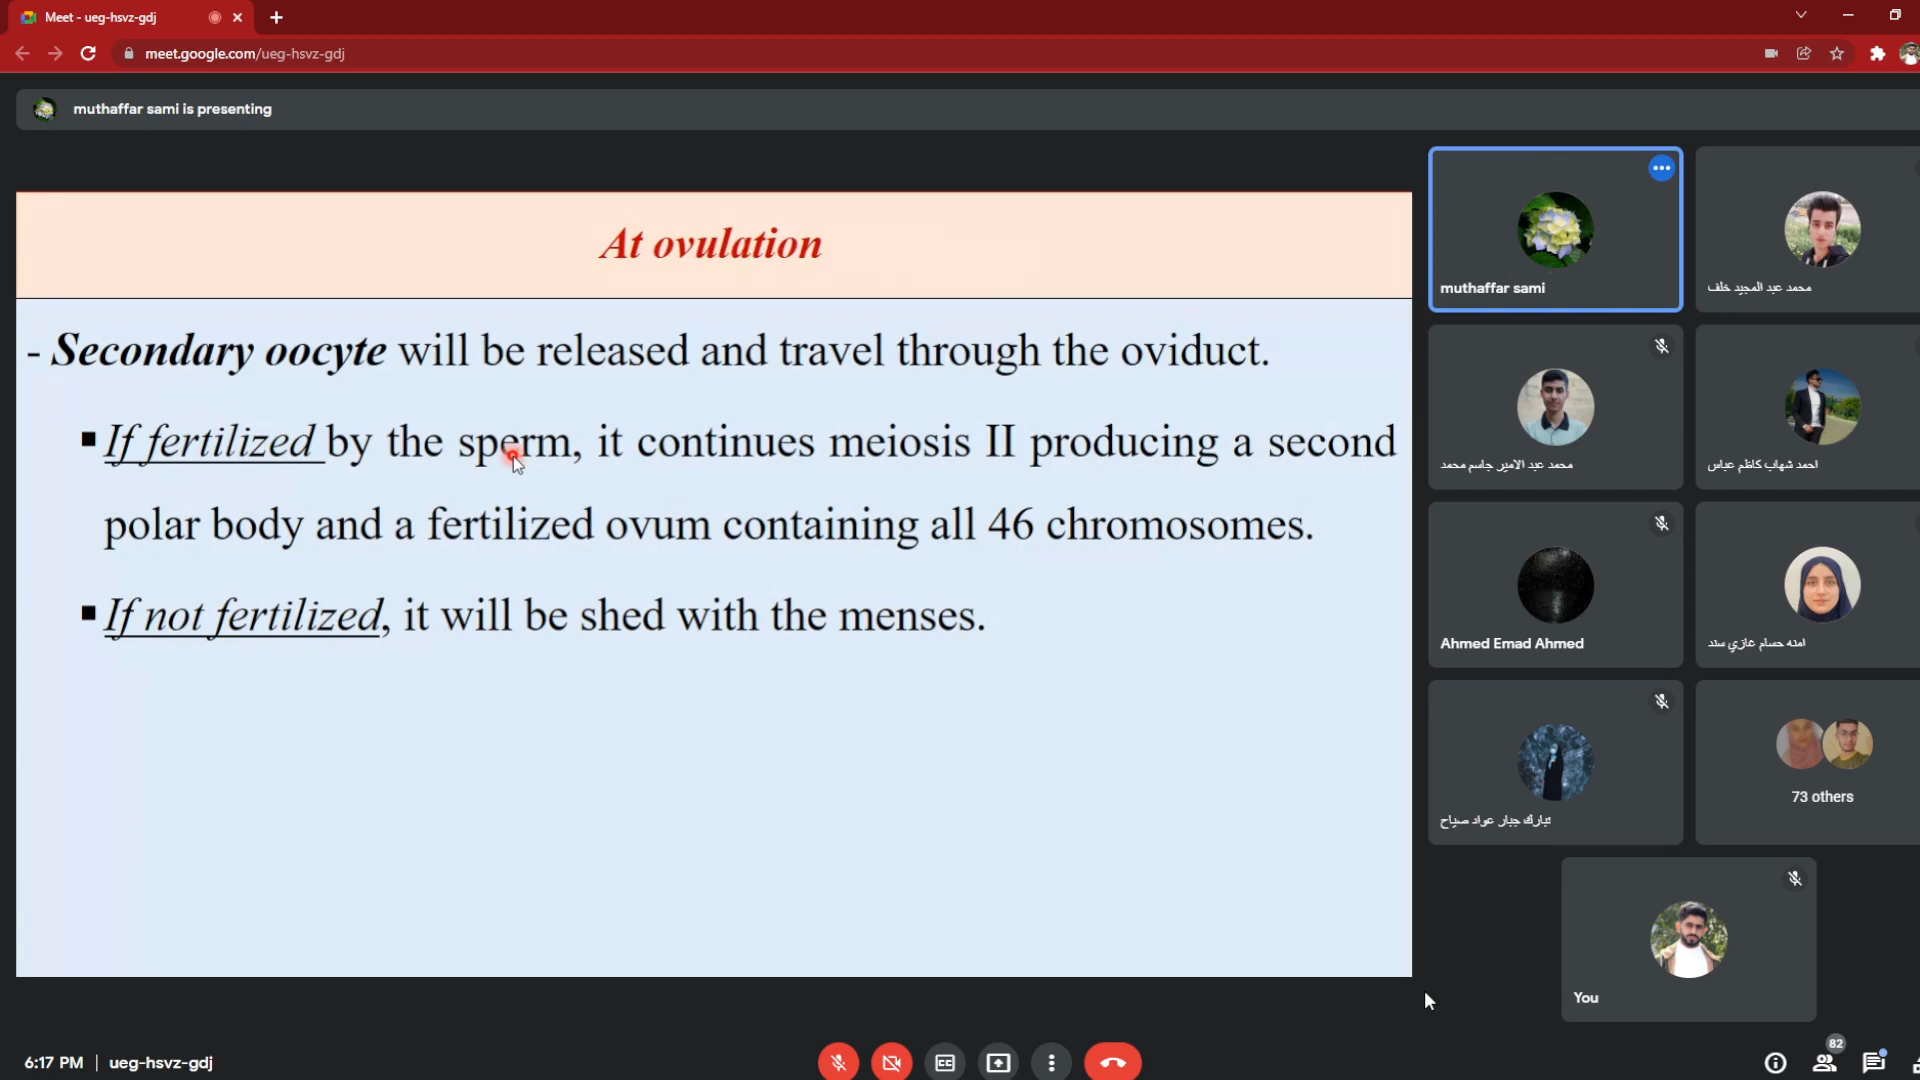 Meet - ueg-hsvz-gdj
meet.google.com/ueg-hsvz-gdj
muthaffar sami is presenting
At ovulation
- Secondary oocyte will be released and travel through the oviduct.
▪ If fertilized by the sperm, it continues meiosis II producing a second
polar body and a fertilized ovum containing all 46 chromosomes.
▪ If not fertilized, it will be shed with the menses.
muthaffar sami
محمد عبد المجيد خلف
محمد عبد الامير جاسم محمد
احمد شهاب كاظم عباس
Ahmed Emad Ahmed
امنه حسام غازي سند
تبارك جبار عواد صياح
73 others
You
6:17 PM | ueg-hsvz-gdj
82